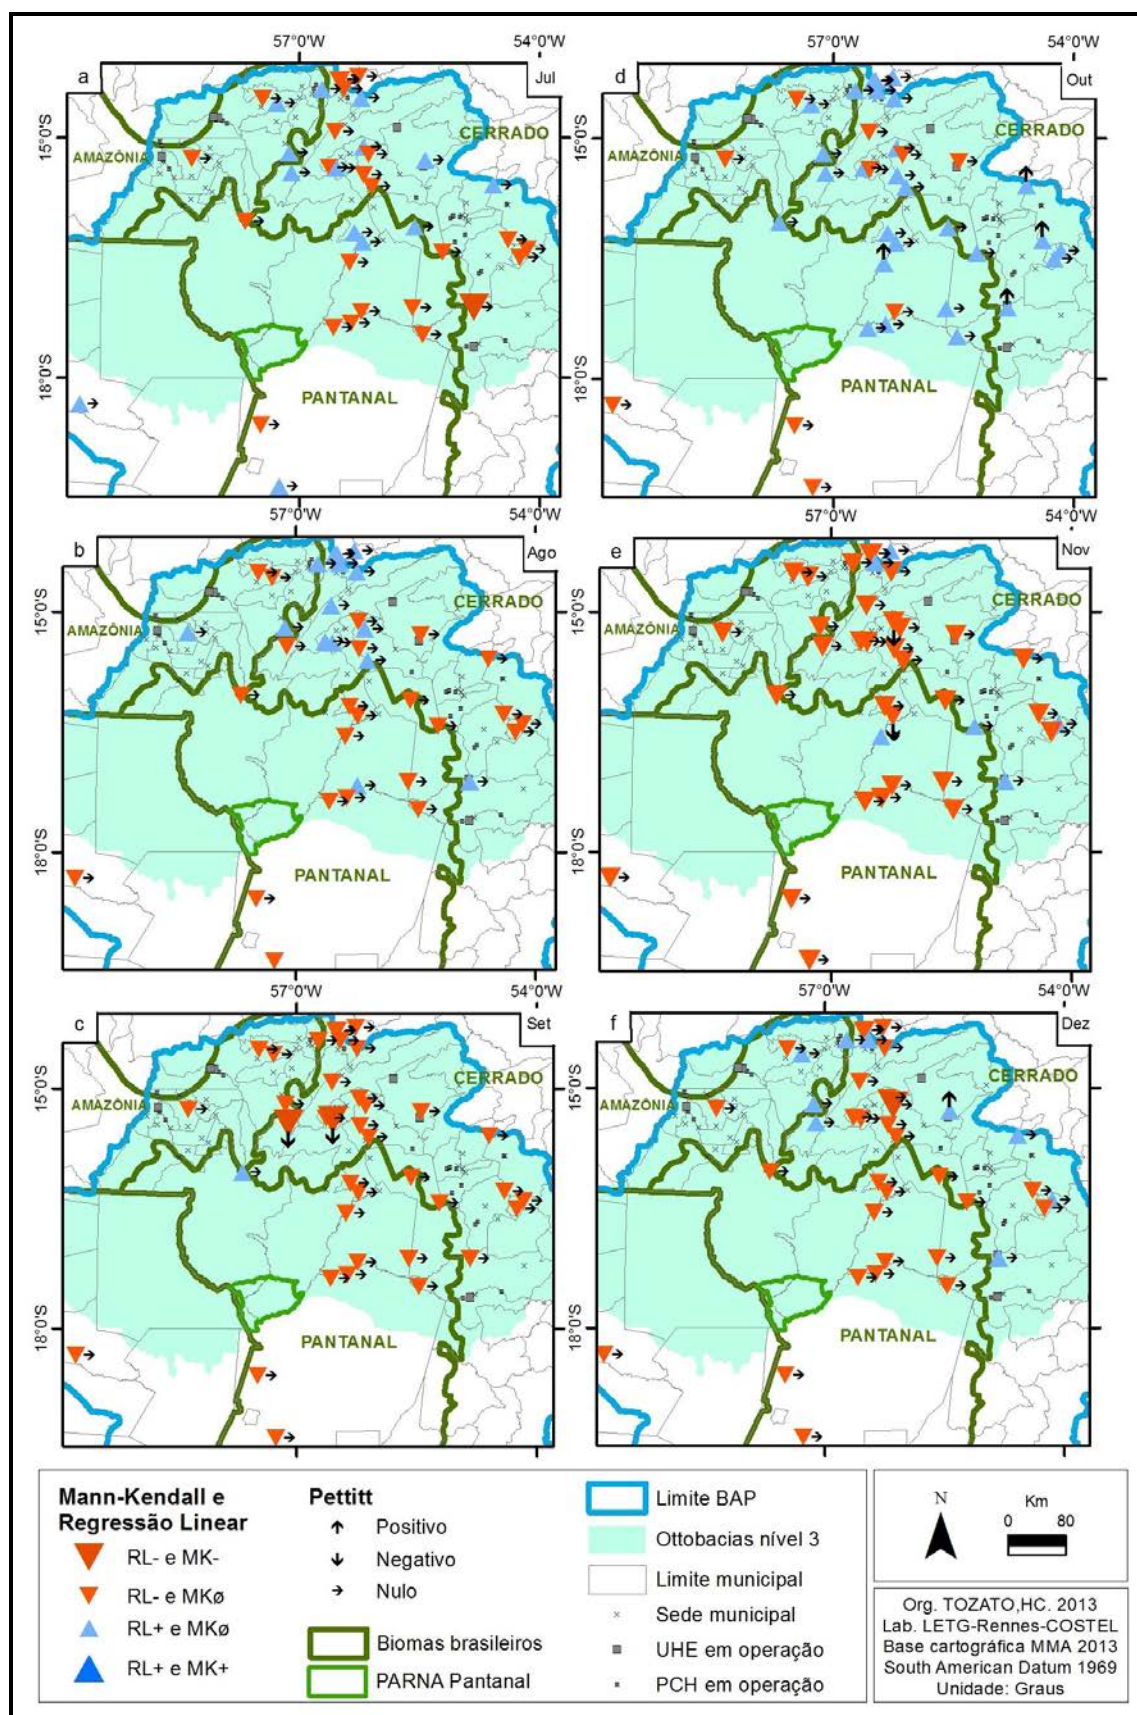 57°0'W
54°0'W
57°0'W
54°0'W
a
Jul
d
Out
15°0'S
15°0'S
CERRADO
CERRADO
AMAZÔNIA
AMAZÔNIA
18°0'S
18°0'S
PANTANAL
PANTANAL
57°0'W
54°0'W
57°0'W
54°0'W
b
Ago
e
Nov
15°0'S
15°0'S
CERRADO
CERRADO
AMAZÔNIA
AMAZÔNIA
18°0'S
18°0'S
PANTANAL
PANTANAL
57°0'W
54°0'W
57°0'W
54°0'W
c
Set
f
Dez
15°0'S
15°0'S
CERRADO
CERRADO
AMAZÔNIA
AMAZÔNIA
18°0'S
18°0'S
PANTANAL
PANTANAL
Mann-Kendall e
Regressão Linear
RL- e MK-
RL- e MKø
RL+ e MKø
RL+ e MK+
Pettitt
Positivo
Negativo
Nulo
Biomas brasileiros
PARNA Pantanal
Limite BAP
Ottobacias nível 3
Limite municipal
Sede municipal
UHE em operação
PCH em operação
N
Km
0 80
Org. TOZATO,HC. 2013
Lab. LETG-Rennes-COSTEL
Base cartográfica MMA 2013
South American Datum 1969
Unidade: Graus